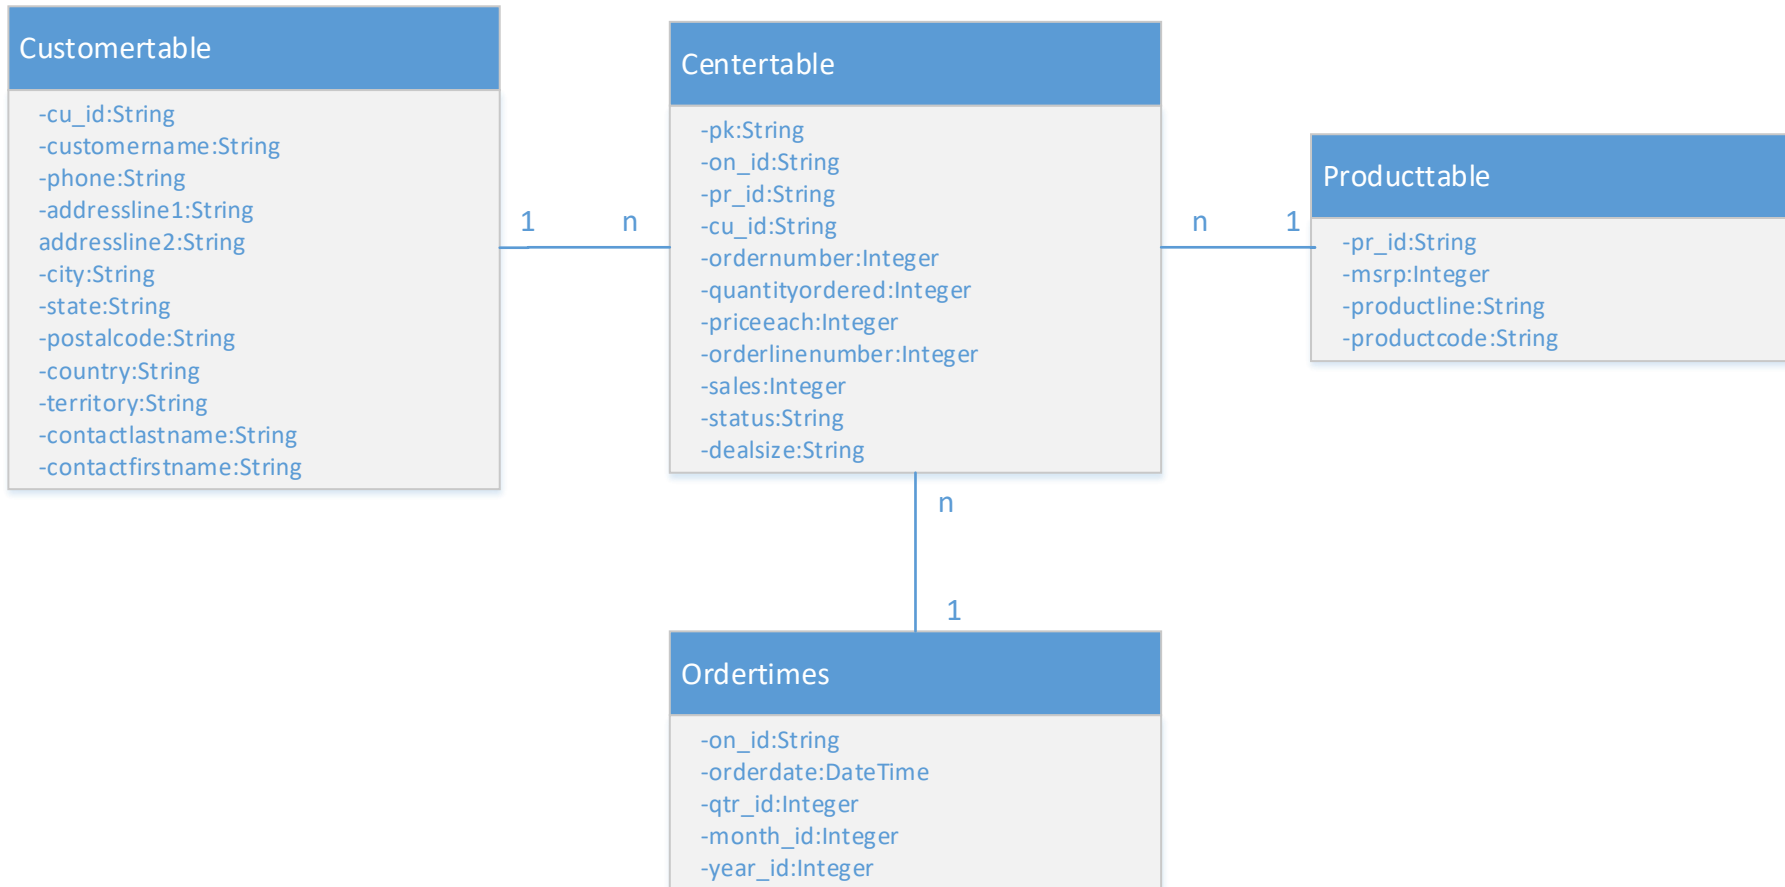 Customertable
-cu_id:String
-customername:String
-phone:String
-addressline1:String
addressline2:String
-city:String
-state:String
-postalcode:String
-country:String
-territory:String
-contactlastname:String
-contactfirstname:String
1
n
Centertable
-pk:String
-on_id:String
-pr_id:String
-cu_id:String
-ordernumber:Integer
-quantityordered:Integer
-priceeach:Integer
-orderlinenumber:Integer
-sales:Integer
-status:String
-dealsize:String
n
1
Producttable
-pr_id:String
-msrp:Integer
-productline:String
-productcode:String
n
1
Ordertimes
-on_id:String
-orderdate:DateTime
-qtr_id:Integer
-month_id:Integer
-year_id:Integer